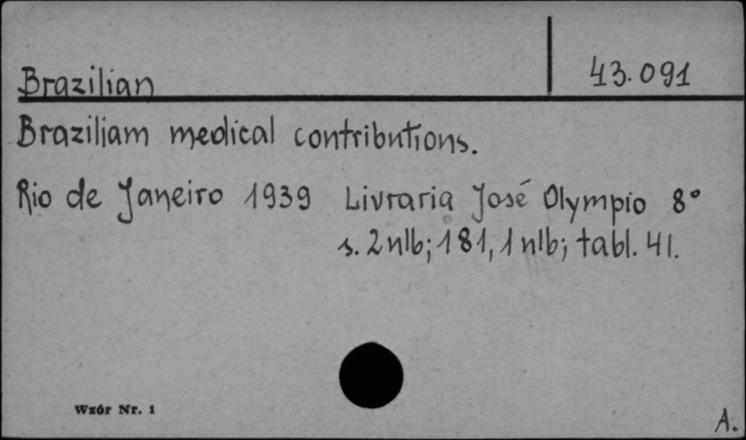 Brazilian
43.091
Braziliam medical contributions.
Rio de Janeiro 1939 Livraria José Olympio 8°
s. 2 nlb; 181, 1 nlb; tabl. 41.
Wzór Nr. 1
A.